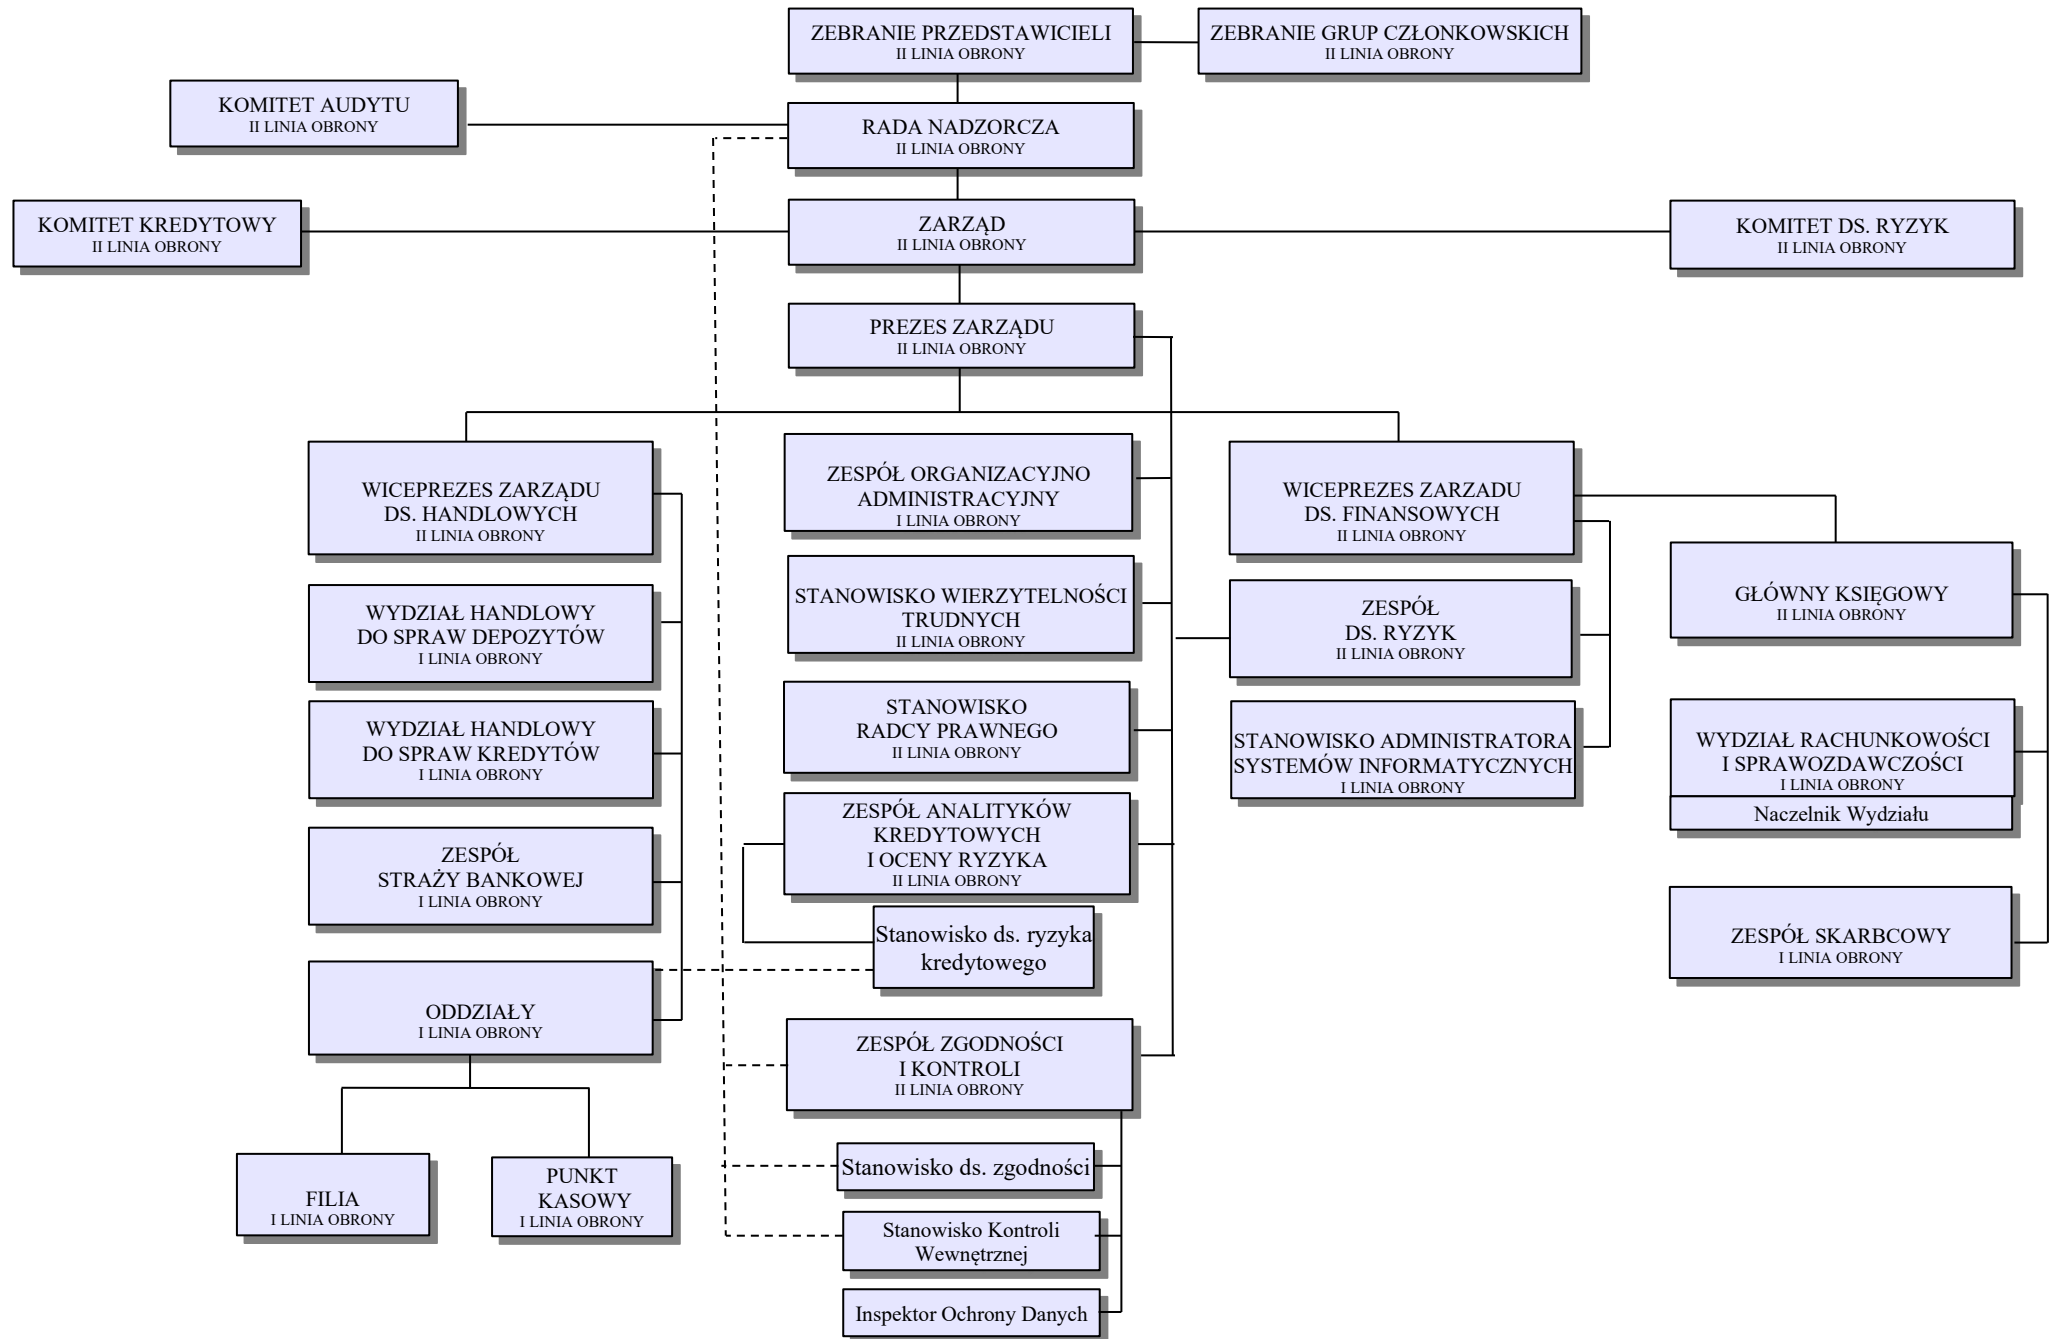 ZEBRANIE PRZEDSTAWICIELI
II LINIA OBRONY
ZEBRANIE GRUP CZŁONKOWSKICH
II LINIA OBRONY
KOMITET AUDYTU
II LINIA OBRONY
RADA NADZORCZA
II LINIA OBRONY
KOMITET KREDYTOWY
II LINIA OBRONY
ZARZĄD
II LINIA OBRONY
KOMITET DS. RYZYK
II LINIA OBRONY
PREZES ZARZĄDU
II LINIA OBRONY
WICEPREZES ZARZĄDU
DS. HANDLOWYCH
II LINIA OBRONY
WYDZIAŁ HANDLOWY
DO SPRAW DEPOZYTÓW
I LINIA OBRONY
WYDZIAŁ HANDLOWY
DO SPRAW KREDYTÓW
I LINIA OBRONY
ZESPÓŁ
STRAŻY BANKOWEJ
I LINIA OBRONY
ODDZIAŁY
I LINIA OBRONY
FILIA
I LINIA OBRONY
PUNKT
KASOWY
I LINIA OBRONY
ZESPÓŁ ORGANIZACYJNO
ADMINISTRACYJNY
I LINIA OBRONY
STANOWISKO WIERZYTELNOŚCI
TRUDNYCH
II LINIA OBRONY
STANOWISKO
RADCY PRAWNEGO
II LINIA OBRONY
ZESPÓŁ ANALITYKÓW
KREDYTOWYCH
I OCENY RYZYKA
II LINIA OBRONY
Stanowisko ds. ryzyka
kredytowego
ZESPÓŁ ZGODNOŚCI
I KONTROLI
II LINIA OBRONY
Stanowisko ds. zgodności
Stanowisko Kontroli
Wewnętrznej
Inspektor Ochrony Danych
WICEPREZES ZARZADU
DS. FINANSOWYCH
II LINIA OBRONY
ZESPÓŁ
DS. RYZYK
II LINIA OBRONY
STANOWISKO ADMINISTRATORA
SYSTEMÓW INFORMATYCZNYCH
I LINIA OBRONY
GŁÓWNY KSIĘGOWY
II LINIA OBRONY
WYDZIAŁ RACHUNKOWOŚCI
I SPRAWOZDAWCZOŚCI
I LINIA OBRONY
Naczelnik Wydziału
ZESPÓŁ SKARBCOWY
I LINIA OBRONY